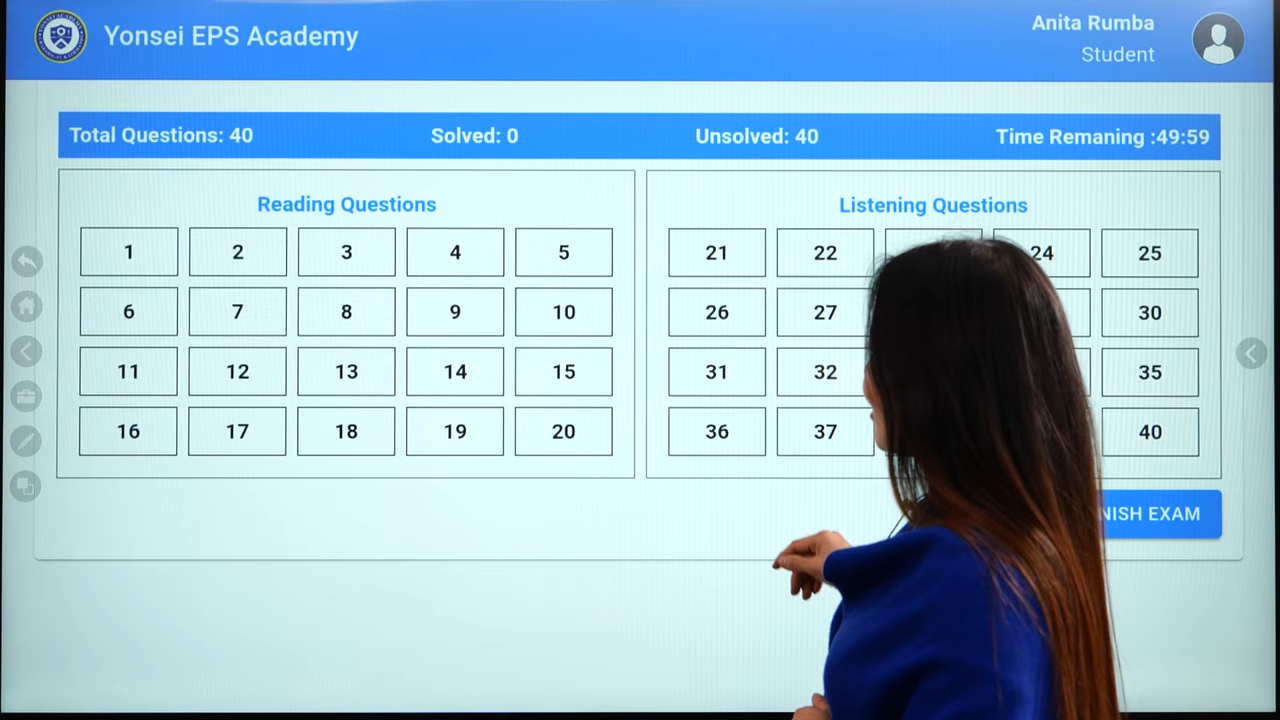 Yonsei EPS Academy
Anita Rumba
Student
Total Questions: 40 Solved: 0 Unsolved: 40 Time Remaning :49:59
Reading Questions
1 2 3 4 5
6 7 8 9 10
11 12 13 14 15
16 17 18 19 20
Listening Questions
21 22 24 25
26 27 30
31 32 35
36 37 40
NISH EXAM